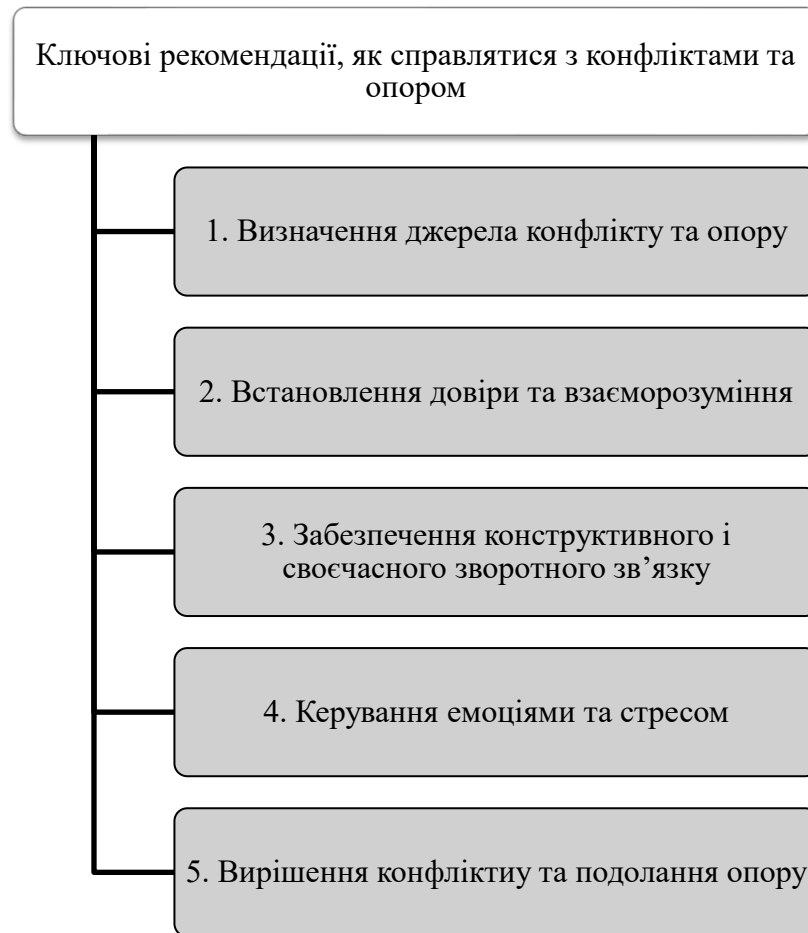 Ключові рекомендації, як справлятися з конфліктами та
опором
1. Визначення джерела конфлікту та опору
2. Встановлення довіри та взаєморозуміння
3. Забезпечення конструктивного і
своєчасного зворотного зв’язку
4. Керування емоціями та стресом
5. Вирішення конфліктиу та подолання опору